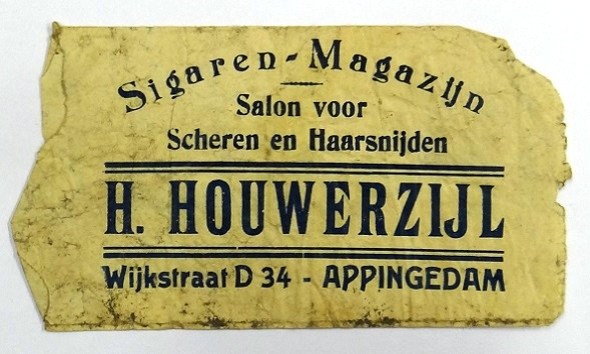 Sigaren-Magazijn
Salon voor
Scheren en Haarsnijden
H. HOUWERZIJL
Wijkstraat D 34 - APPINGEDAM